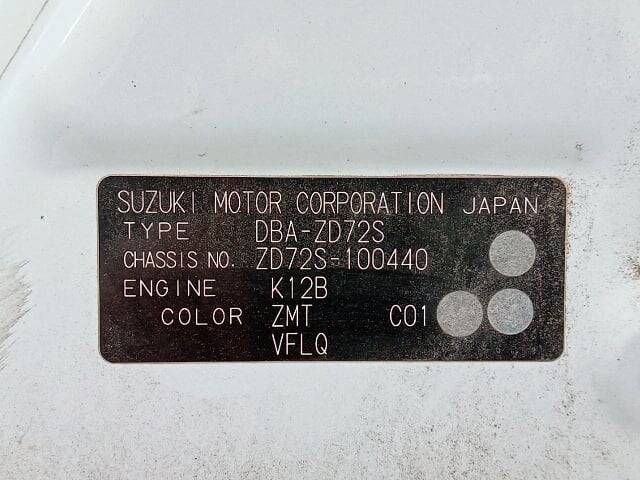 SUZUKI MOTOR CORPORATION JAPAN
TYPE DBA-ZD72S
CHASSIS NO. ZD72S-100440
ENGINE K12B
COLOR ZMT C01
VFLQ